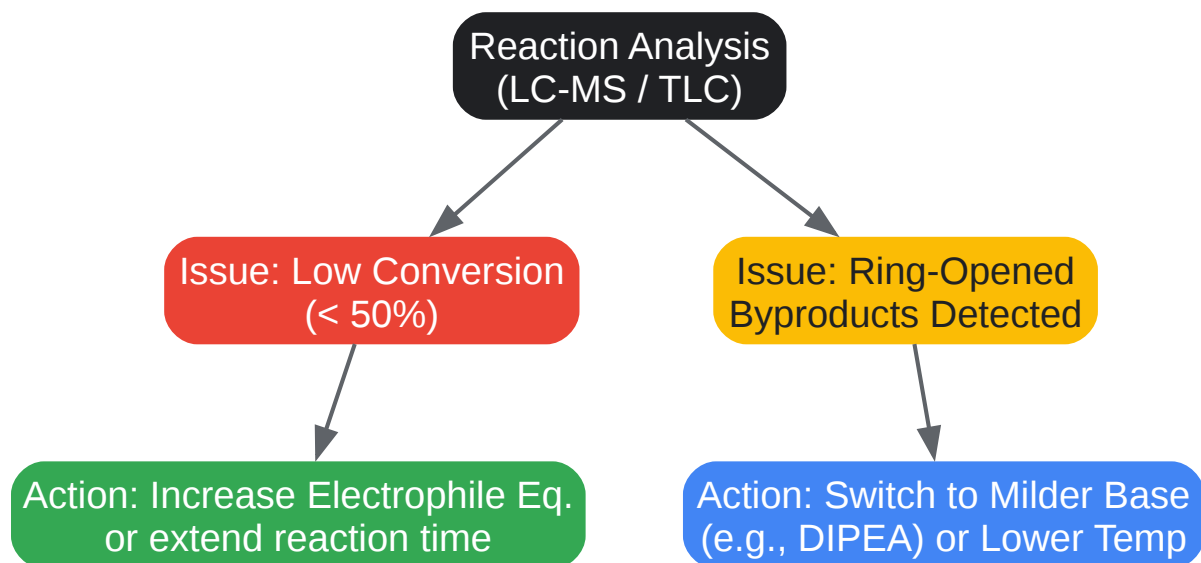 Reaction Analysis
(LC-MS / TLC)
Issue: Low Conversion
(< 50%)
Issue: Ring-Opened
Byproducts Detected
Action: Increase Electrophile Eq.
or extend reaction time
Action: Switch to Milder Base
(e.g., DIPEA) or Lower Temp